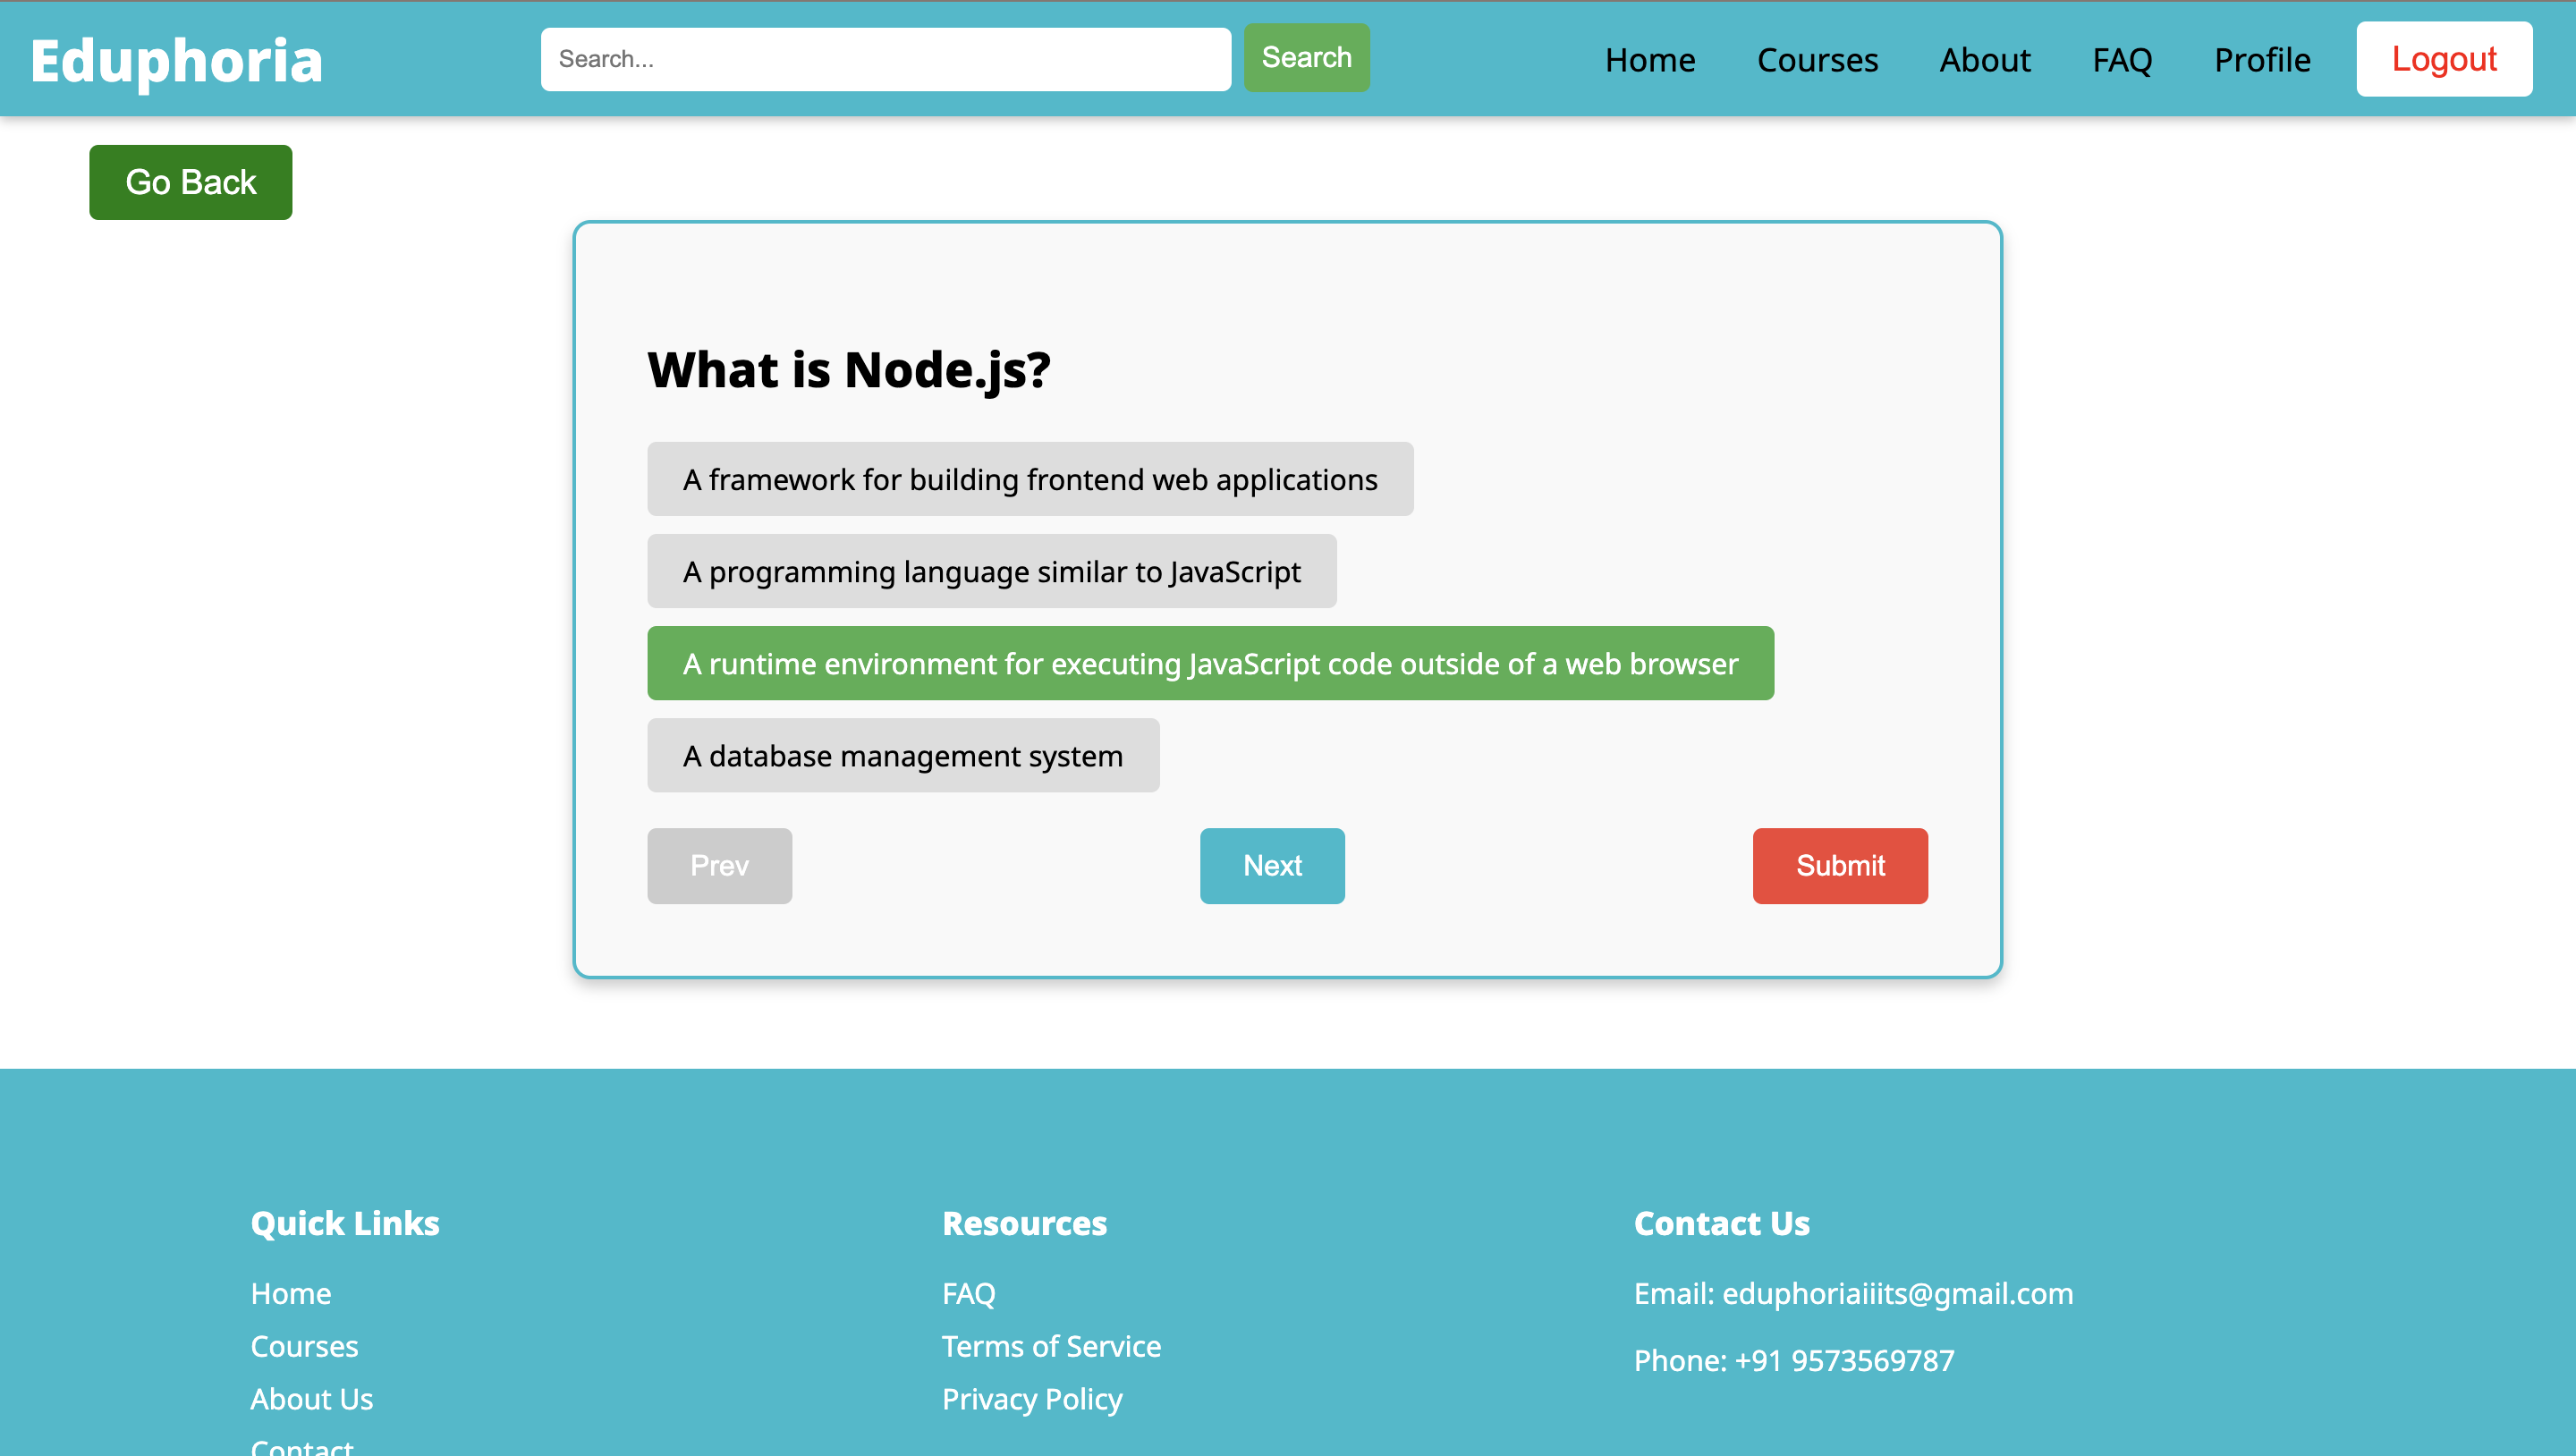 Eduphoria
Search...
Search
Home
Courses
About
FAQ
Profile
Logout
Go Back
What is Node.js?
A framework for building frontend web applications
A programming language similar to JavaScript
A runtime environment for executing JavaScript code outside of a web browser
A database management system
Prev
Next
Submit
Quick Links
Home
Courses
About Us
Contact
Resources
FAQ
Terms of Service
Privacy Policy
Contact Us
Email: eduphoriaiiits@gmail.com
Phone: +91 9573569787